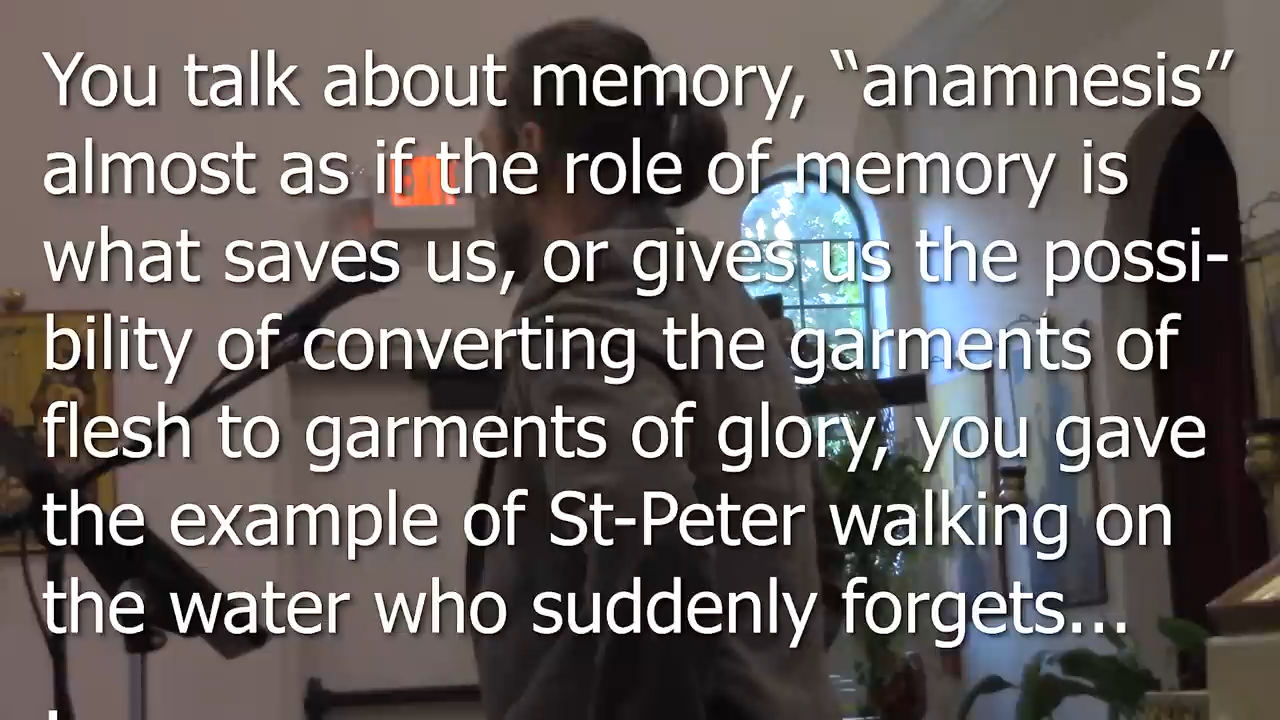 You talk about memory, “anamnesis”
almost as if the role of memory is
what saves us, or gives us the possi-
bility of converting the garments of
flesh to garments of glory, you gave
the example of St-Peter walking on
the water who suddenly forgets...
EXIT